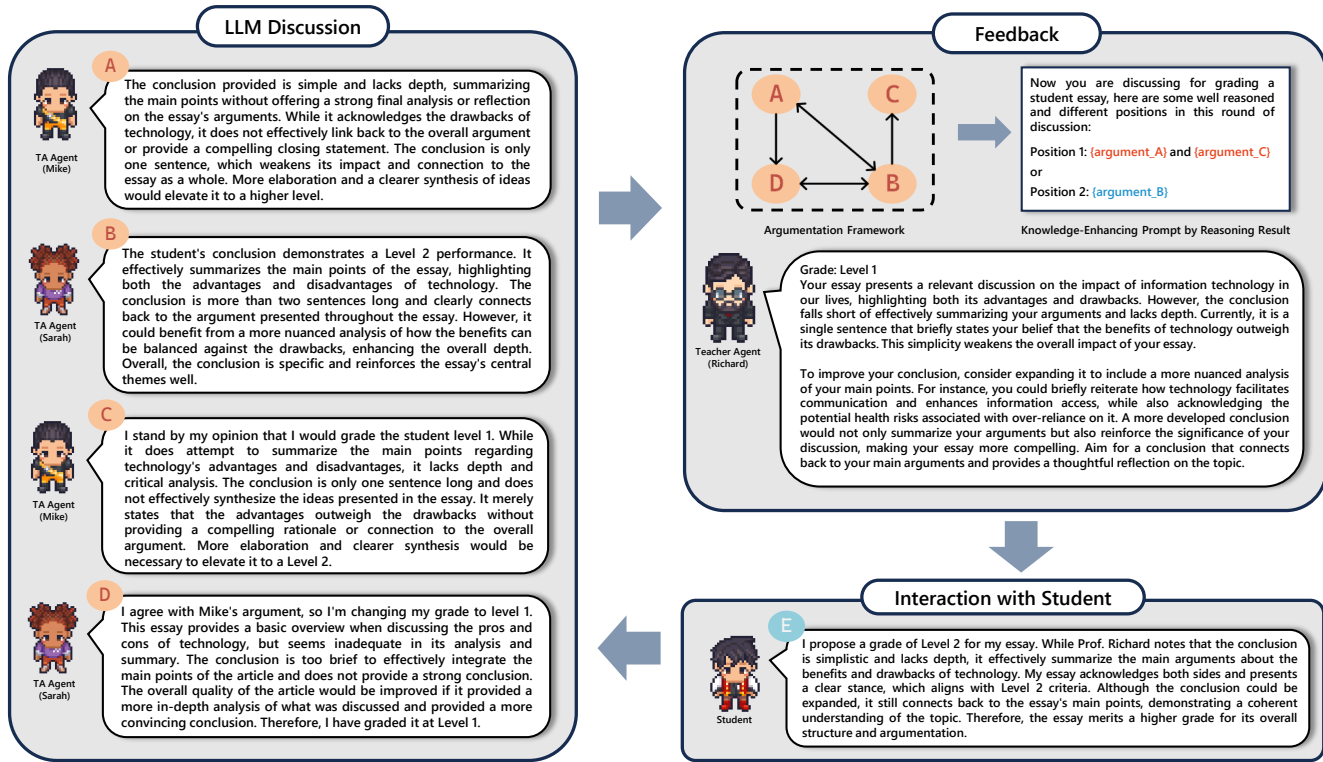 LLM Discussion
A
The conclusion provided is simple and lacks depth, summarizing
the main points without offering a strong final analysis or reflection
on the essay's arguments. While it acknowledges the drawbacks of
technology, it does not effectively link back to the overall argument
or provide a compelling closing statement. The conclusion is only
one sentence, which weakens its impact and connection to the
essay as a whole. More elaboration and a clearer synthesis of ideas
would elevate it to a higher level.
TA Agent
(Mike)
B
The student's conclusion demonstrates a Level 2 performance. It
effectively summarizes the main points of the essay, highlighting
both the advantages and disadvantages of technology. The
conclusion is more than two sentences long and clearly connects
back to the argument presented throughout the essay. However, it
could benefit from a more nuanced analysis of how the benefits can
be balanced against the drawbacks, enhancing the overall depth.
Overall, the conclusion is specific and reinforces the essay's central
themes well.
TA Agent
(Sarah)
C
I stand by my opinion that I would grade the student level 1. While
it does attempt to summarize the main points regarding
technology's advantages and disadvantages, it lacks depth and
critical analysis. The conclusion is only one sentence long and does
not effectively synthesize the ideas presented in the essay. It merely
states that the advantages outweigh the drawbacks without
providing a compelling rationale or connection to the overall
argument. More elaboration and clearer synthesis would be
necessary to elevate it to a Level 2.
TA Agent
(Mike)
D
I agree with Mike's argument, so I'm changing my grade to level 1.
This essay provides a basic overview when discussing the pros and
cons of technology, but seems inadequate in its analysis and
summary. The conclusion is too brief to effectively integrate the
main points of the article and does not provide a strong conclusion.
The overall quality of the article would be improved if it provided a
more in-depth analysis of what was discussed and provided a more
convincing conclusion. Therefore, I have graded it at Level 1.
TA Agent
(Sarah)
Feedback
A
C
D
B
Argumentation Framework
Now you are discussing for grading a
student essay, here are some well reasoned
and different positions in this round of
discussion:
Position 1: {argument_A} and {argument_C}
or
Position 2: {argument_B}
Knowledge-Enhancing Prompt by Reasoning Result
Grade: Level 1
Your essay presents a relevant discussion on the impact of information technology in
our lives, highlighting both its advantages and drawbacks. However, the conclusion
falls short of effectively summarizing your arguments and lacks depth. Currently, it is a
single sentence that briefly states your belief that the benefits of technology outweigh
its drawbacks. This simplicity weakens the overall impact of your essay.
To improve your conclusion, consider expanding it to include a more nuanced analysis
of your main points. For instance, you could briefly reiterate how technology facilitates
communication and enhances information access, while also acknowledging the
potential health risks associated with over-reliance on it. A more developed conclusion
would not only summarize your arguments but also reinforce the significance of your
discussion, making your essay more compelling. Aim for a conclusion that connects
back to your main arguments and provides a thoughtful reflection on the topic.
Teacher Agent
(Richard)
Interaction with Student
E
I propose a grade of Level 2 for my essay. While Prof. Richard notes that the conclusion
is simplistic and lacks depth, it effectively summarize the main arguments about the
benefits and drawbacks of technology. My essay acknowledges both sides and presents
a clear stance, which aligns with Level 2 criteria. Although the conclusion could be
expanded, it still connects back to the essay's main points, demonstrating a coherent
understanding of the topic. Therefore, the essay merits a higher grade for its overall
structure and argumentation.
Student